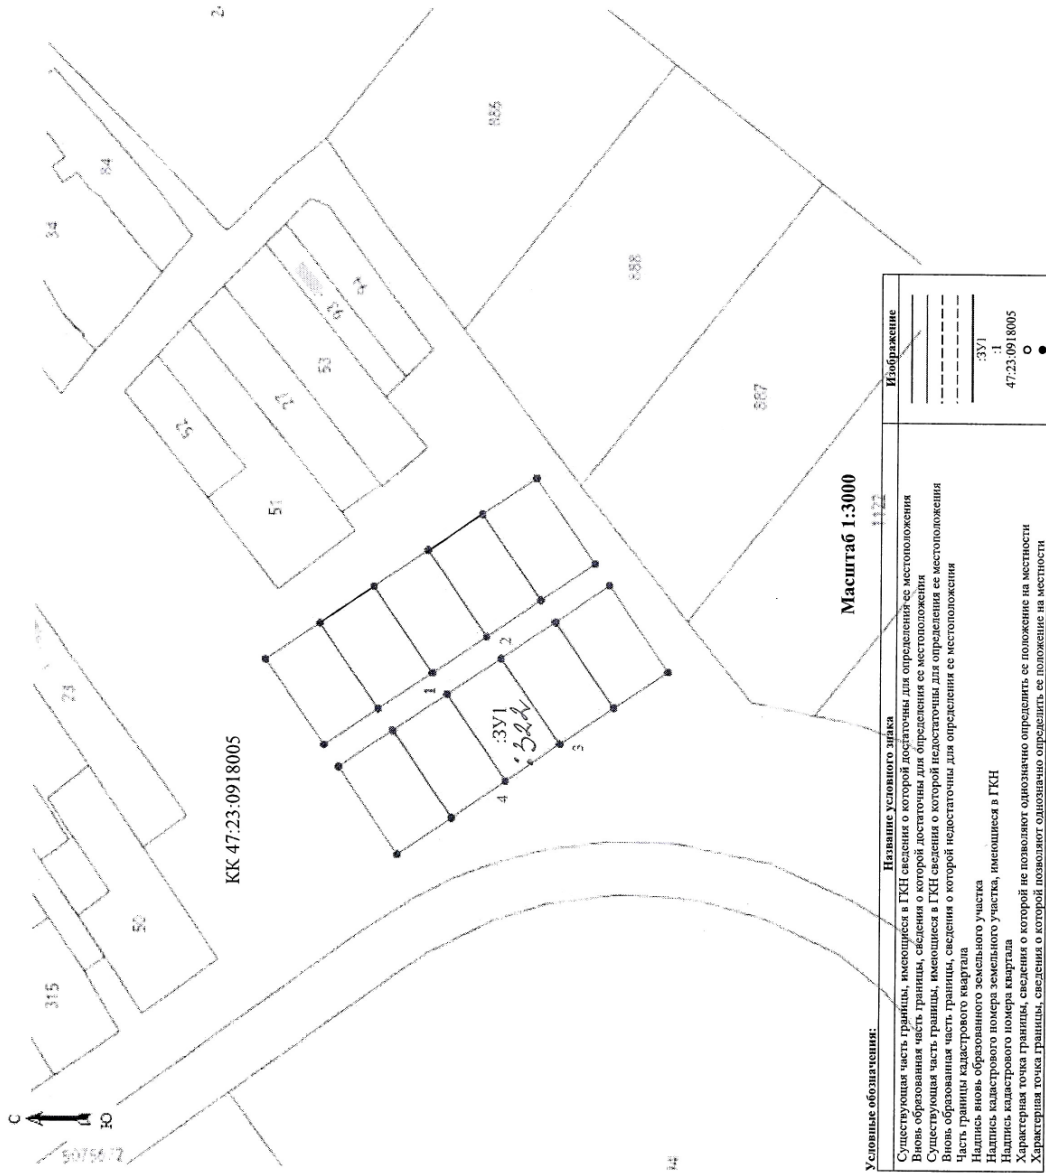 С
Ю
5075672
315
50
23
КК 47:23:0918005
34
84
52
51
77
53
93
886
888
887
1122
1
2
3
4
:ЗУ1
.322
Масштаб 1:3000
Условные обозначения:
Название условного знака
Изображение
Существующая часть границы, имеющиеся в ГКН сведения о которой достаточны для определения ее местоположения
Вновь образованная часть границы, сведения о которой достаточны для определения ее местоположения
Существующая часть границы, имеющиеся в ГКН сведения о которой недостаточны для определения ее местоположения
Вновь образованная часть границы, сведения о которой недостаточны для определения ее местоположения
Часть границы кадастрового квартала
Надпись вновь образованного земельного участка
:ЗУ1
Надпись кадастрового номера земельного участка, имеющиеся в ГКН
:1
Надпись кадастрового номера квартала
47:23:0918005
Характерная точка границы, сведения о которой не позволяют однозначно определить ее положение на местности
Характерная точка границы, сведения о которой позволяют однозначно определить ее положение на местности